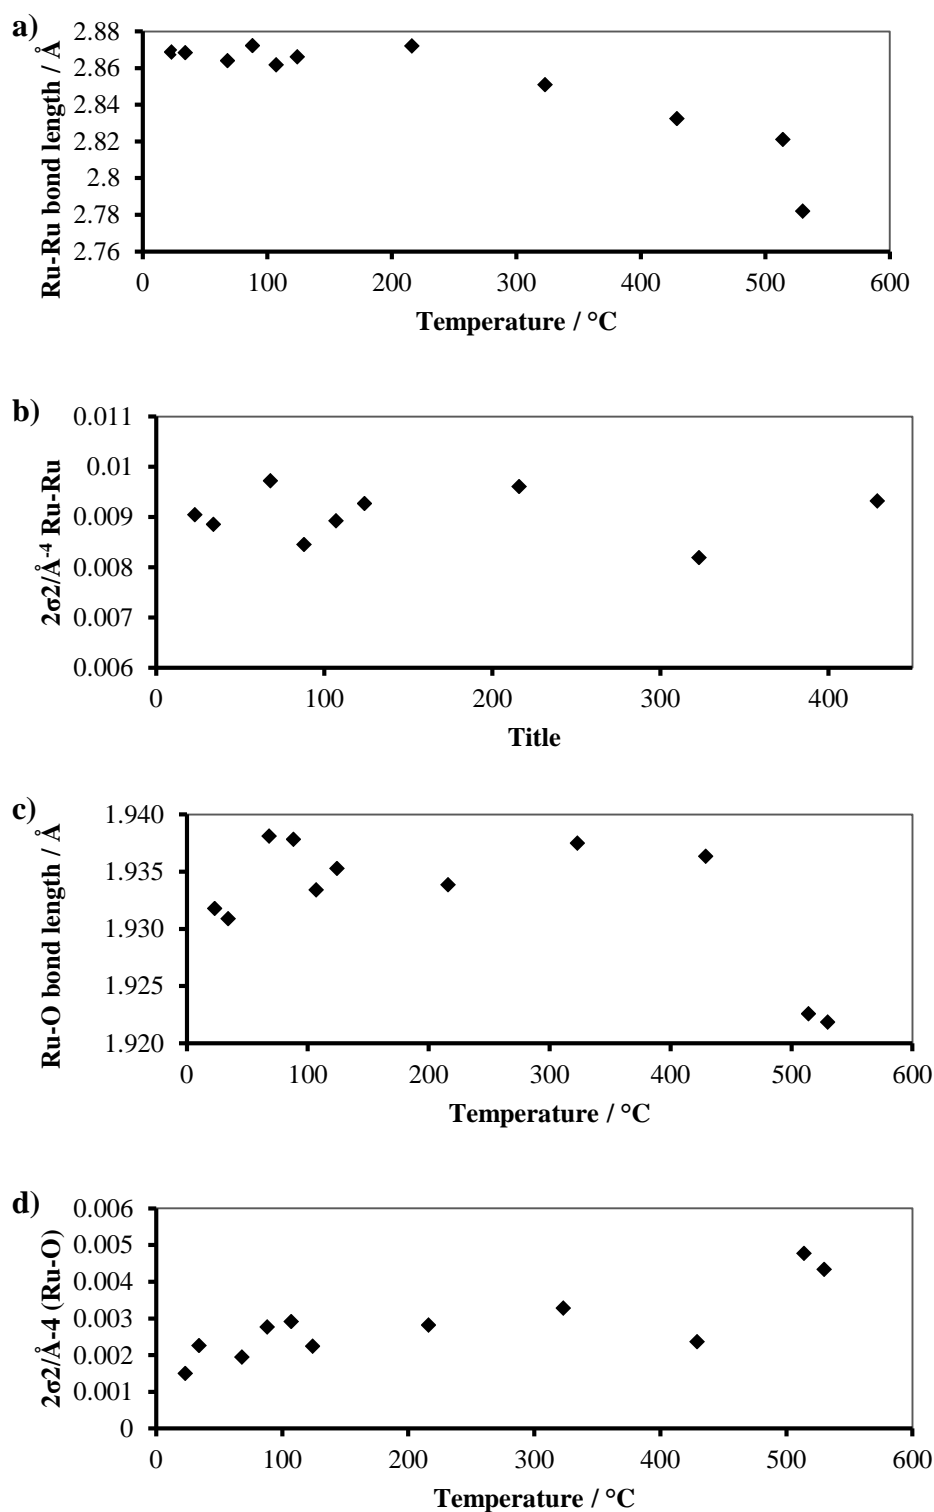 a)
Ru-Ru bond length / Å
2.88
2.86
2.84
2.82
2.8
2.78
2.76
0 100 200 300 400 500 600
Temperature / °C
b)
2σ2/Å-4 Ru-Ru
0.011
0.01
0.009
0.008
0.007
0.006
0 100 200 300 400
Title
c)
Ru-O bond length / Å
1.940
1.935
1.930
1.925
1.920
0 100 200 300 400 500 600
Temperature / °C
d)
2σ2/Å-4 (Ru-O)
0.006
0.005
0.004
0.003
0.002
0.001
0
0 100 200 300 400 500 600
Temperature / °C